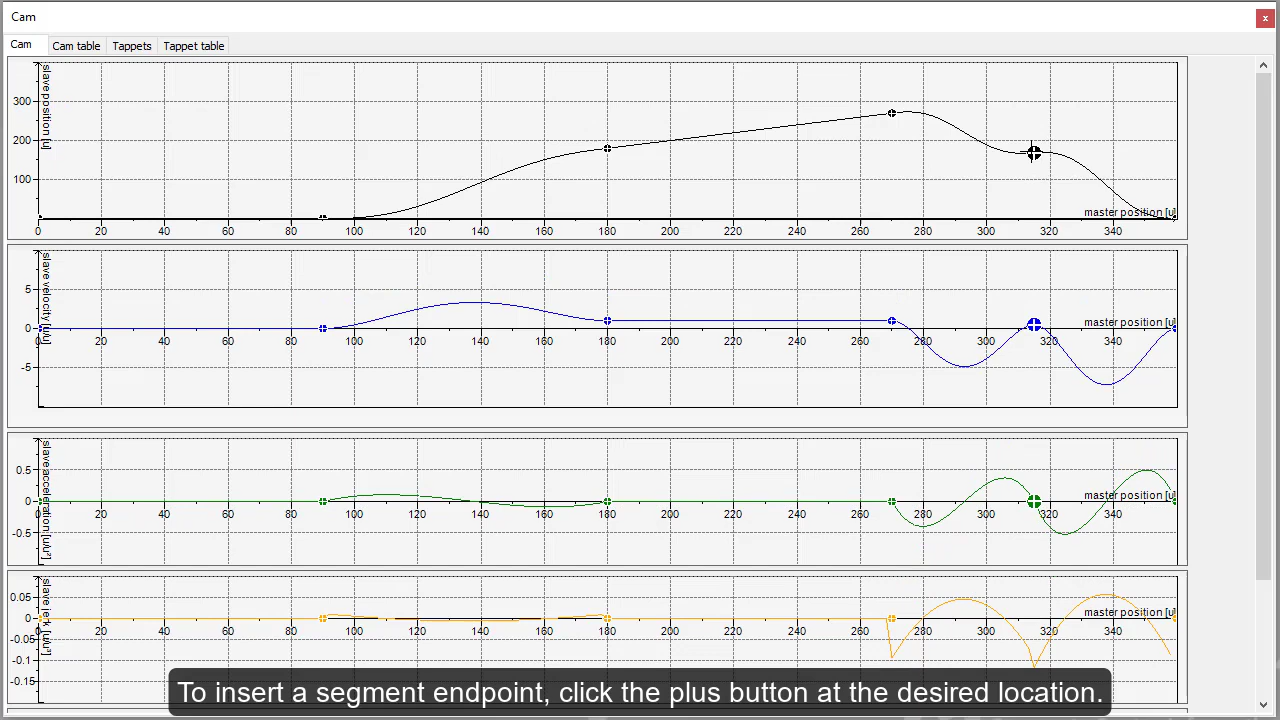 Cam
x
Cam Cam table Tappets Tappet table
slave position [u]
300
200
100
master position [u]
0 20 40 60 80 100 120 140 160 180 200 220 240 260 280 300 320 340
slave velocity [u/u]
5
0
-5
master position [u]
0 20 40 60 80 100 120 140 160 180 200 220 240 260 280 300 320 340
slave acceleration [u/u²]
0.5
0
-0.5
master position [u]
0 20 40 60 80 100 120 140 160 180 200 220 240 260 280 300 320 340
0.05
0
-0.05
-0.1
-0.15
master position [u]
0 20 40 60 80 100 120 140 160 180 200 220 240 260 280 300 320 340
To insert a segment endpoint, click the plus button at the desired location.